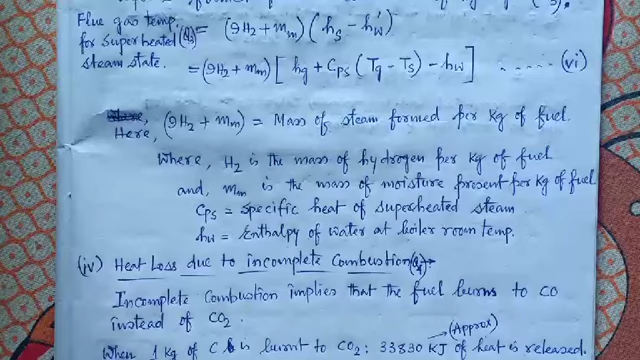 Flue gas temp.
for superheated (Q3) = (9H2 + mm) (hs - h'w)
steam state. = (9H2 + mm) [ hg + Cps (Tg - Ts) - hw ] ...... (vi)
Here, (9H2 + mm) = Mass of steam formed per kg of fuel.
Where, H2 is the mass of hydrogen per kg of fuel
and, mm is the mass of moisture present per kg of fuel
Cps = specific heat of superheated steam
hw = Enthalpy of water at boiler room temp.
(iv) Heat Loss due to incomplete Combustion
Incomplete Combustion implies that the fuel burns to CO
instead of CO2.
(Approx)
When 1 kg of C is burnt to CO2: 33830 KJ of heat is released.